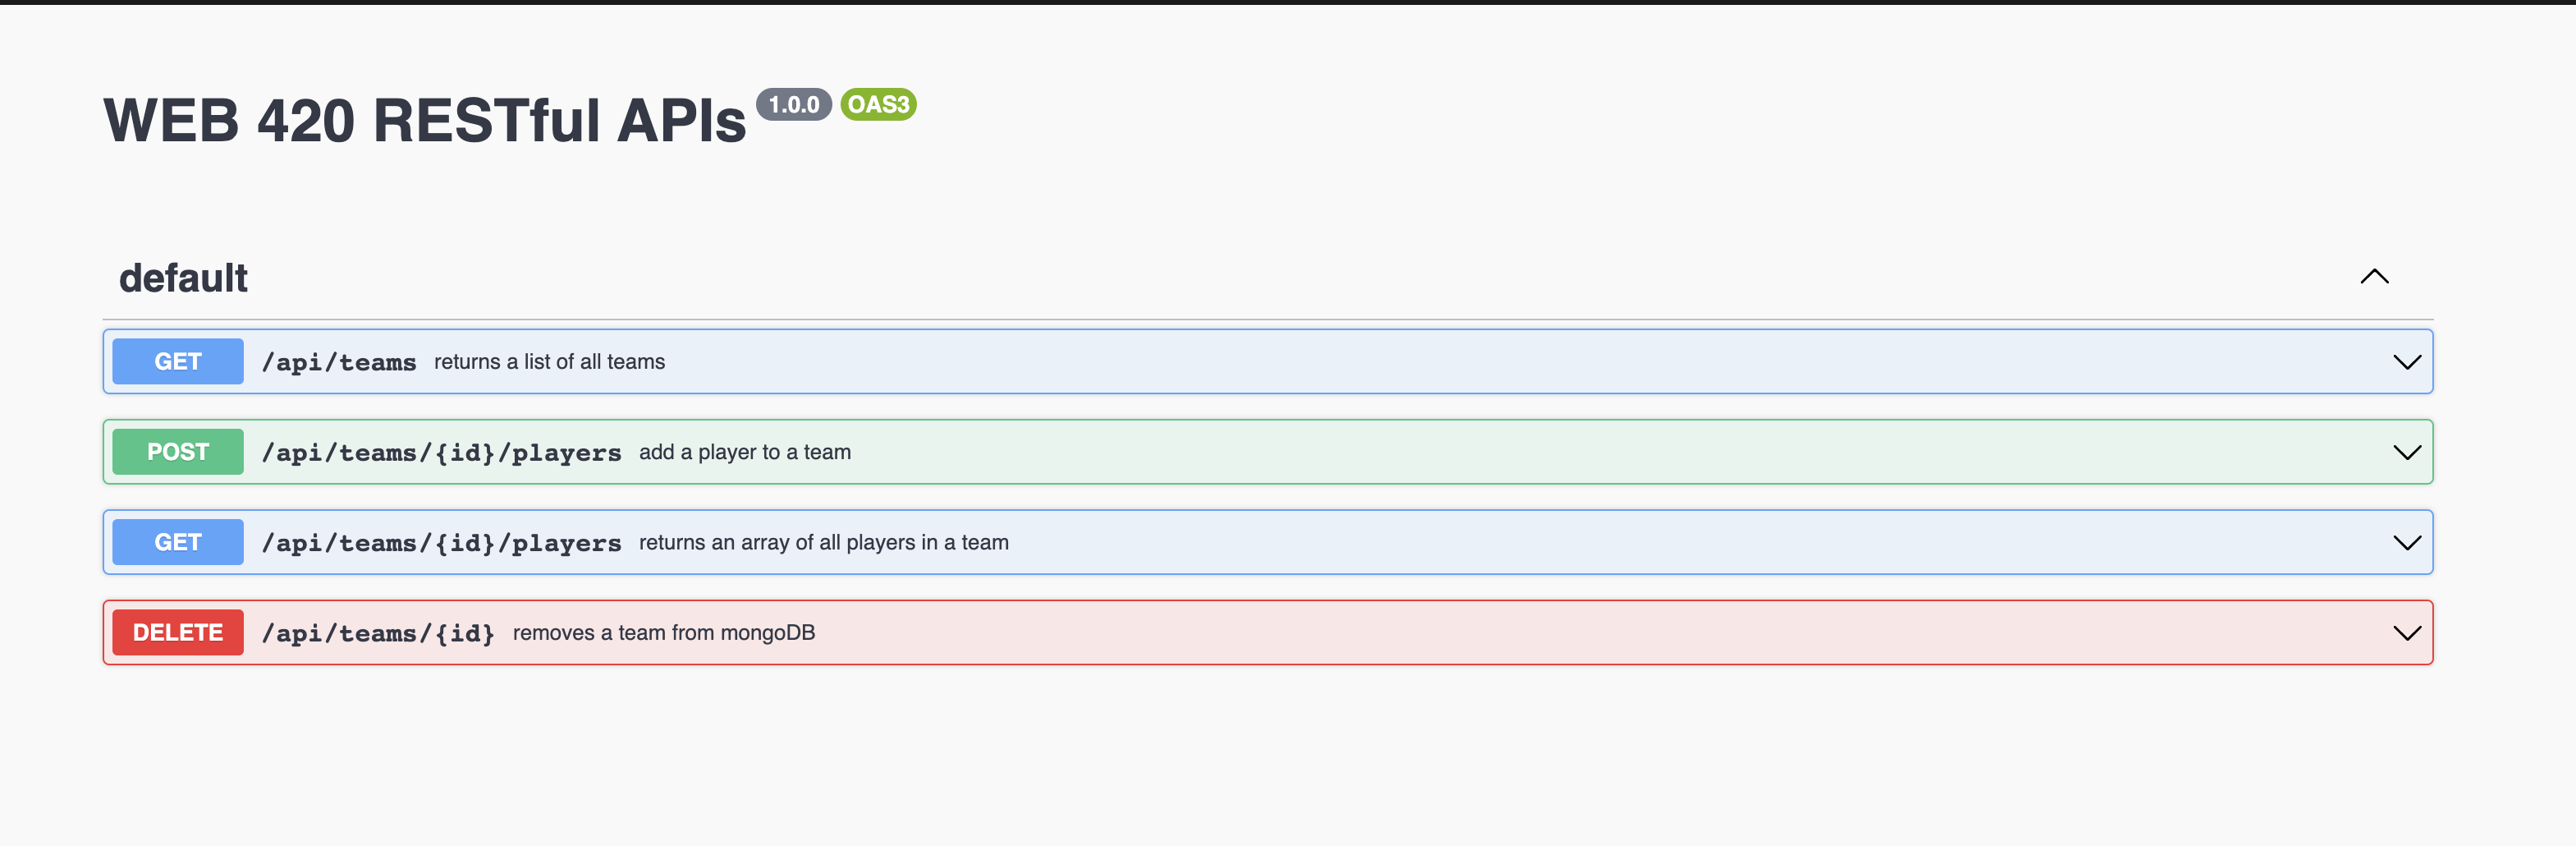 WEB 420 RESTful APIs 1.0.0 OAS3
default
GET /api/teams returns a list of all teams
POST /api/teams/{id}/players add a player to a team
GET /api/teams/{id}/players returns an array of all players in a team
DELETE /api/teams/{id} removes a team from mongoDB